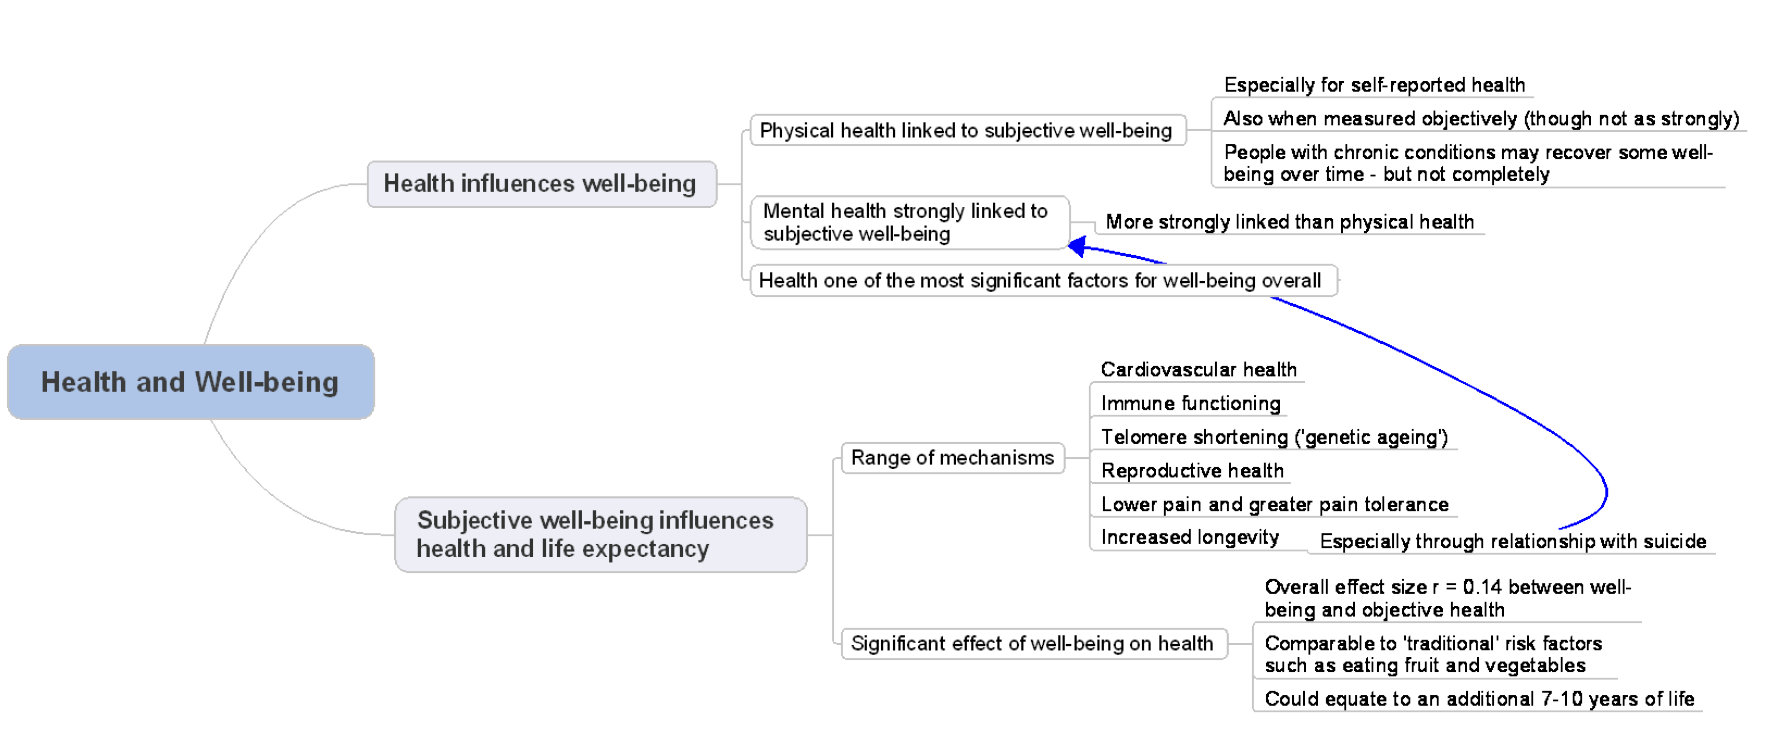 Especially for self-reported health
Also when measured objectively (though not as strongly)
Physical health linked to subjective well-being
People with chronic conditions may recover some well-
being over time - but not completely
Health influences well-being
Mental health strongly linked to
subjective well-being
More strongly linked than physical health
Health one of the most significant factors for well-being overall
Health and Well-being
Cardiovascular health
Immune functioning
Telomere shortening ('genetic ageing')
Range of mechanisms
Reproductive health
Lower pain and greater pain tolerance
Increased longevity
Especially through relationship with suicide
Subjective well-being influences
health and life expectancy
Overall effect size r = 0.14 between well-
being and objective health
Significant effect of well-being on health
Comparable to 'traditional' risk factors
such as eating fruit and vegetables
Could equate to an additional 7-10 years of life